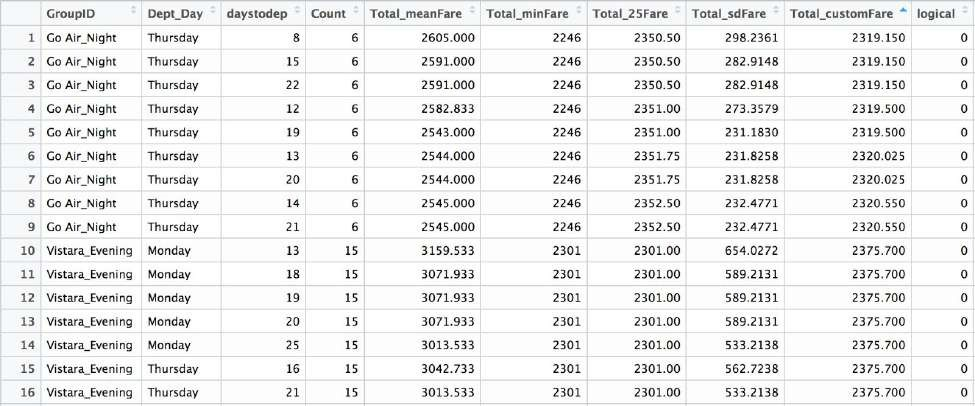 GroupID Dept_Day daystodep Count Total_meanFare Total_minFare Total_25Fare Total_sdFare Total_customFare logical
1 Go Air_Night Thursday 8 6 2605.000 2246 2350.50 298.2361 2319.150 0
2 Go Air_Night Thursday 15 6 2591.000 2246 2350.50 282.9148 2319.150 0
3 Go Air_Night Thursday 22 6 2591.000 2246 2350.50 282.9148 2319.150 0
4 Go Air_Night Thursday 12 6 2582.833 2246 2351.00 273.3579 2319.500 0
5 Go Air_Night Thursday 19 6 2543.000 2246 2351.00 231.1830 2319.500 0
6 Go Air_Night Thursday 13 6 2544.000 2246 2351.75 231.8258 2320.025 0
7 Go Air_Night Thursday 20 6 2544.000 2246 2351.75 231.8258 2320.025 0
8 Go Air_Night Thursday 14 6 2545.000 2246 2352.50 232.4771 2320.550 0
9 Go Air_Night Thursday 21 6 2545.000 2246 2352.50 232.4771 2320.550 0
10 Vistara_Evening Monday 13 15 3159.533 2301 2301.00 654.0272 2375.700 0
11 Vistara_Evening Monday 18 15 3071.933 2301 2301.00 589.2131 2375.700 0
12 Vistara_Evening Monday 19 15 3071.933 2301 2301.00 589.2131 2375.700 0
13 Vistara_Evening Monday 20 15 3071.933 2301 2301.00 589.2131 2375.700 0
14 Vistara_Evening Monday 25 15 3013.533 2301 2301.00 533.2138 2375.700 0
15 Vistara_Evening Thursday 16 15 3042.733 2301 2301.00 562.7238 2375.700 0
16 Vistara_Evening Thursday 21 15 3013.533 2301 2301.00 533.2138 2375.700 0